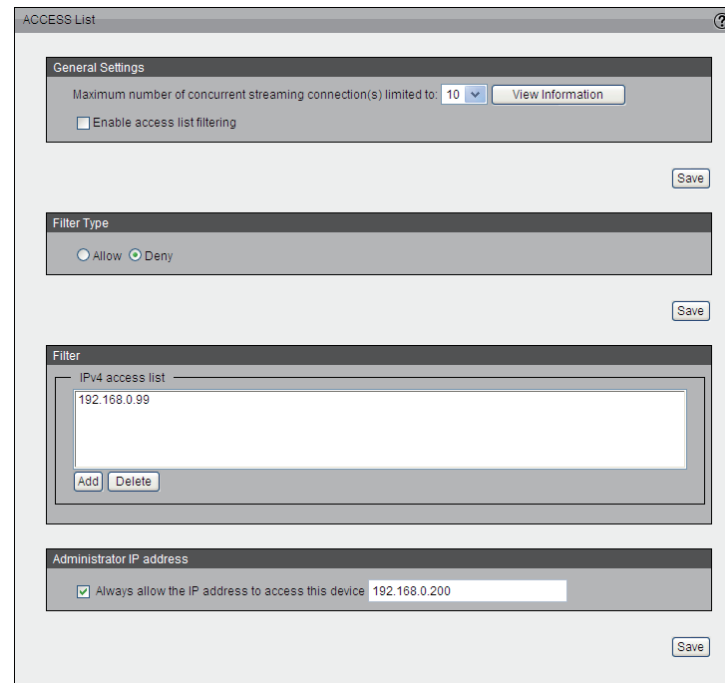 ACCESS List
?
General Settings
Maximum number of concurrent streaming connection(s) limited to: 10 View Information
Enable access list filtering
Save
Filter Type
Allow Deny
Save
Filter
IPv4 access list
192.168.0.99
Add Delete
Administrator IP address
Always allow the IP address to access this device 192.168.0.200
Save